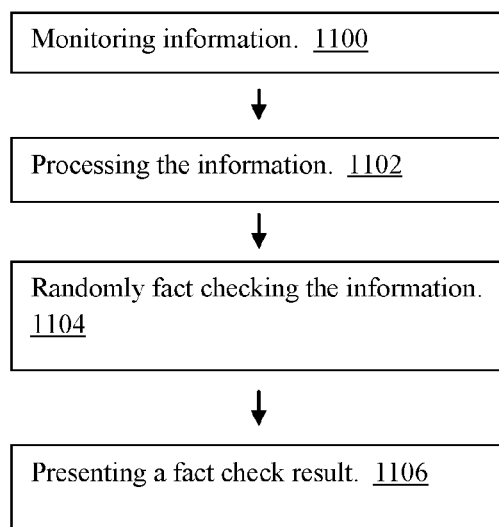 Monitoring information. 1100
Processing the information. 1102
Randomly fact checking the information.
1104
Presenting a fact check result. 1106